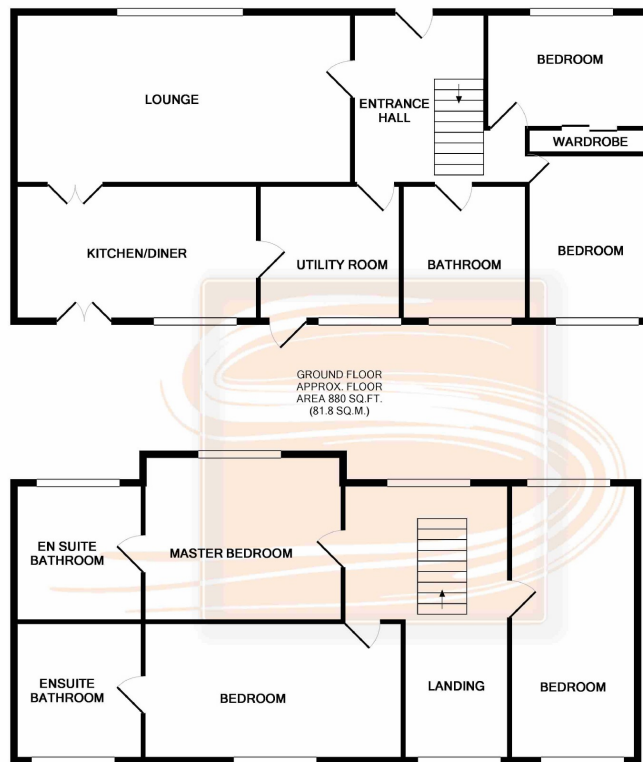 LOUNGE
ENTRANCE
HALL
BEDROOM
WARDROBE
KITCHEN/DINER
UTILITY ROOM
BATHROOM
BEDROOM
GROUND FLOOR
APPROX. FLOOR
AREA 880 SQ.FT.
(81.8 SQ.M.)
EN SUITE
BATHROOM
MASTER BEDROOM
ENSUITE
BATHROOM
BEDROOM
LANDING
BEDROOM